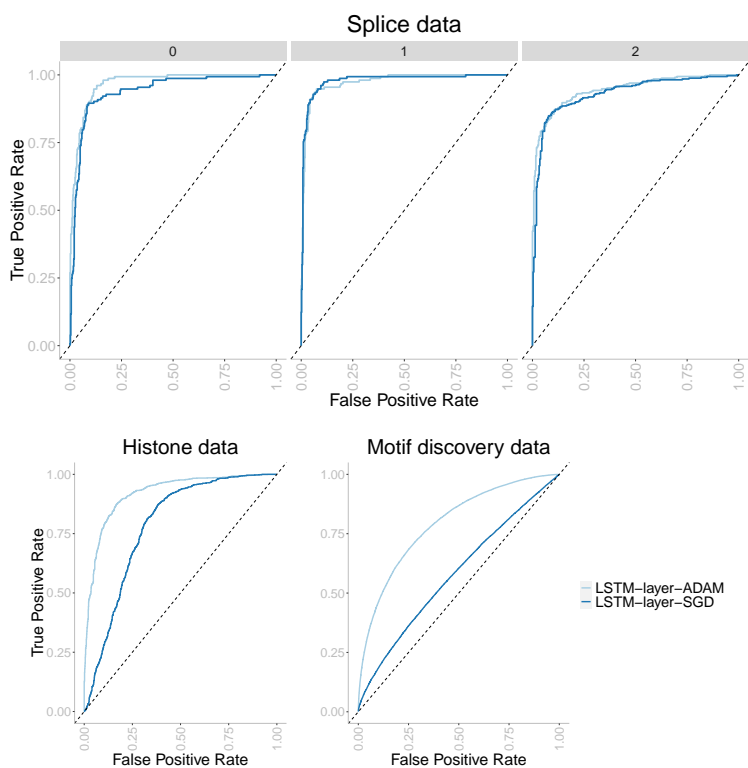 Splice data
0 1 2
True Positive Rate
1.00
0.75
0.50
0.25
0.00
0.00 0.25 0.50 0.75 1.00 0.00 0.25 0.50 0.75 1.00 0.00 0.25 0.50 0.75 1.00
False Positive Rate
Histone data
True Positive Rate
1.00
0.75
0.50
0.25
0.00
0.00 0.25 0.50 0.75 1.00
False Positive Rate
Motif discovery data
1.00
0.75
0.50
0.25
0.00
0.00 0.25 0.50 0.75 1.00
False Positive Rate
LSTM−layer−ADAM
LSTM−layer−SGD